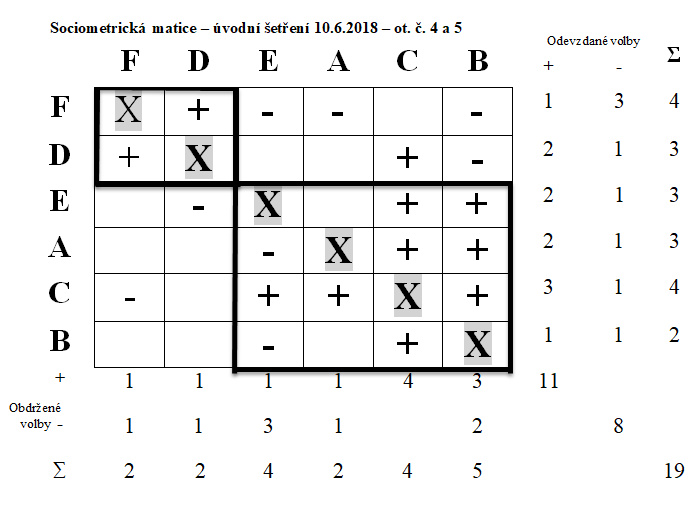 Sociometrická matice – úvodní šetření 10.6.2018 – ot. č. 4 a 5
Odevzdané volby
F D E A C B + - Σ
F X + - - - 1 3 4
D + X + - 2 1 3
E - X + + 2 1 3
A - X + + 2 1 3
C - + + X + 3 1 4
B - + X 1 1 2
+ 1 1 1 1 4 3 11
Obdržené
volby - 1 1 3 1 2 8
Σ 2 2 4 2 4 5 19